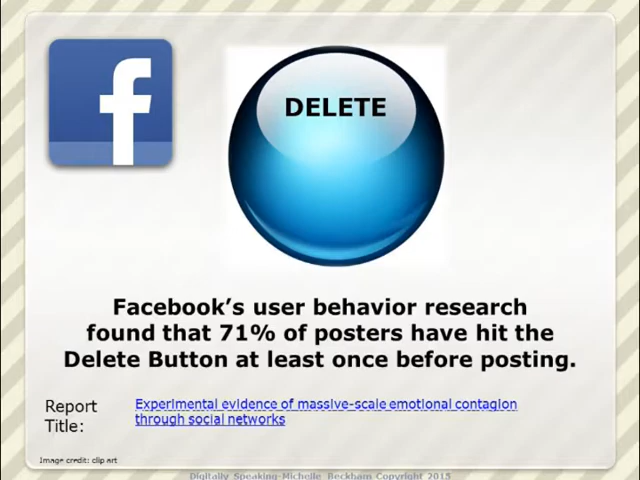 f
DELETE
Facebook’s user behavior research
found that 71% of posters have hit the
Delete Button at least once before posting.
Report
Title:
Experimental evidence of massive-scale emotional contagion
through social networks
Image credit: clip art
Digitally Speaking-Michelle Beckham Copyright 2015